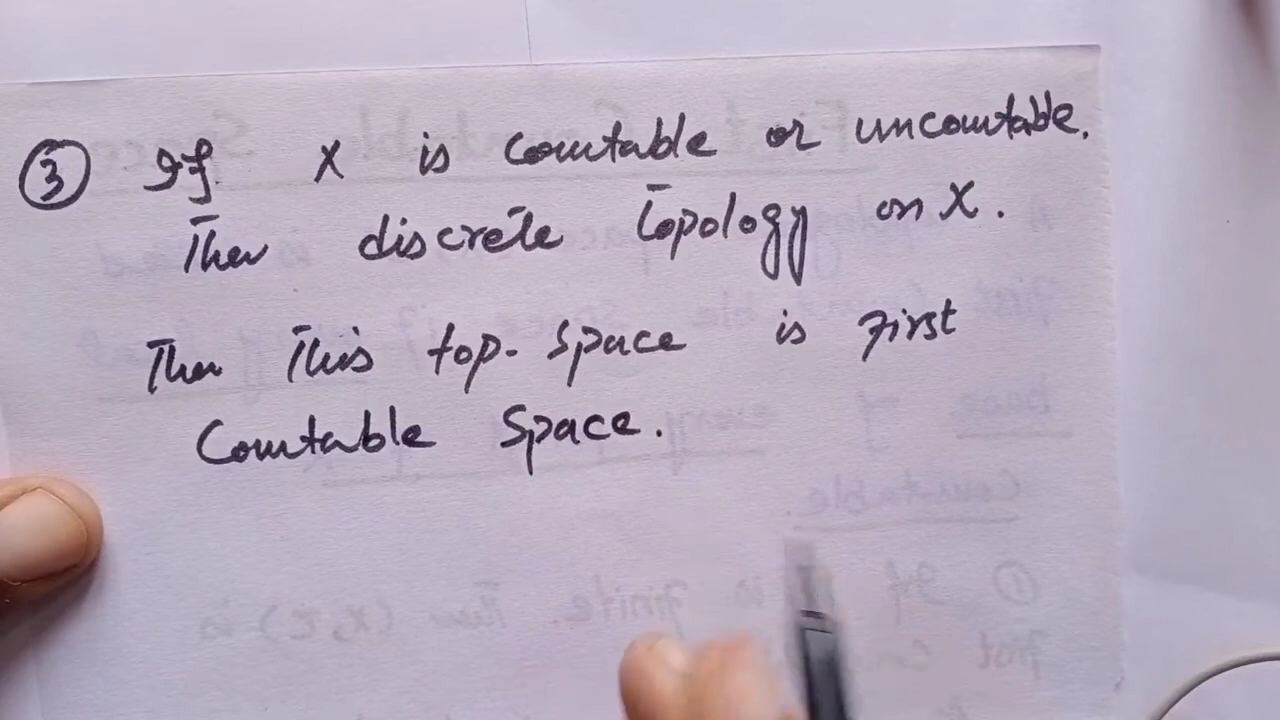 ③ If X is countable or uncountable.
Then discrete topology on X.
Then This top. space is first
Countable Space.